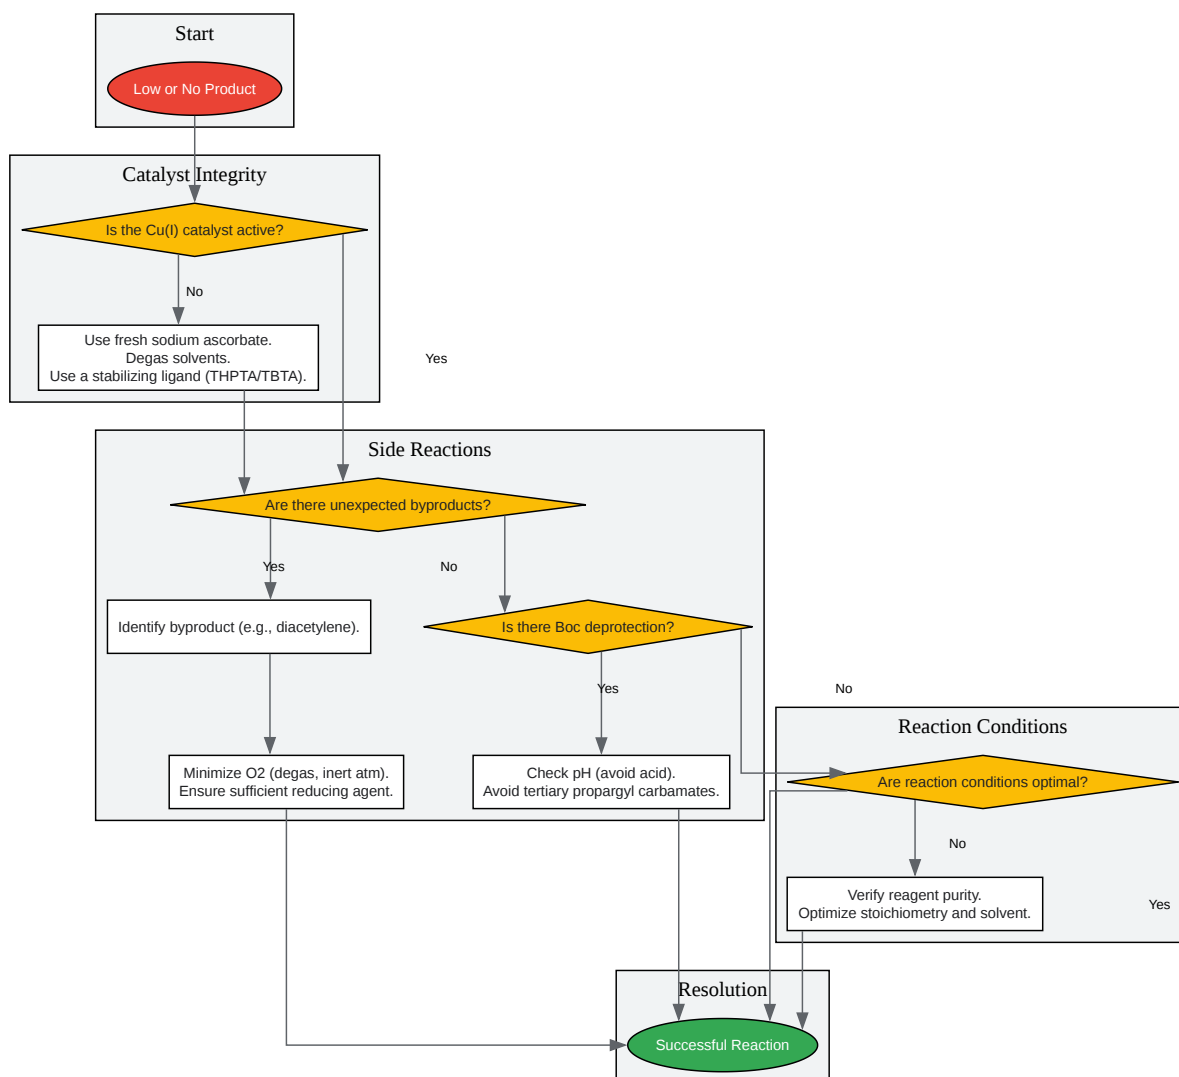 Start
Low or No Product
Catalyst Integrity
Is the Cu(I) catalyst active?
No
Use fresh sodium ascorbate.
Degas solvents.
Use a stabilizing ligand (THPTA/TBTA).
Yes
Side Reactions
Are there unexpected byproducts?
Yes
No
Identify byproduct (e.g., diacetylene).
Is there Boc deprotection?
Yes
No
Minimize O2 (degas, inert atm).
Ensure sufficient reducing agent.
Check pH (avoid acid).
Avoid tertiary propargyl carbamates.
Reaction Conditions
Are reaction conditions optimal?
No
Verify reagent purity.
Optimize stoichiometry and solvent.
Yes
Resolution
Successful Reaction